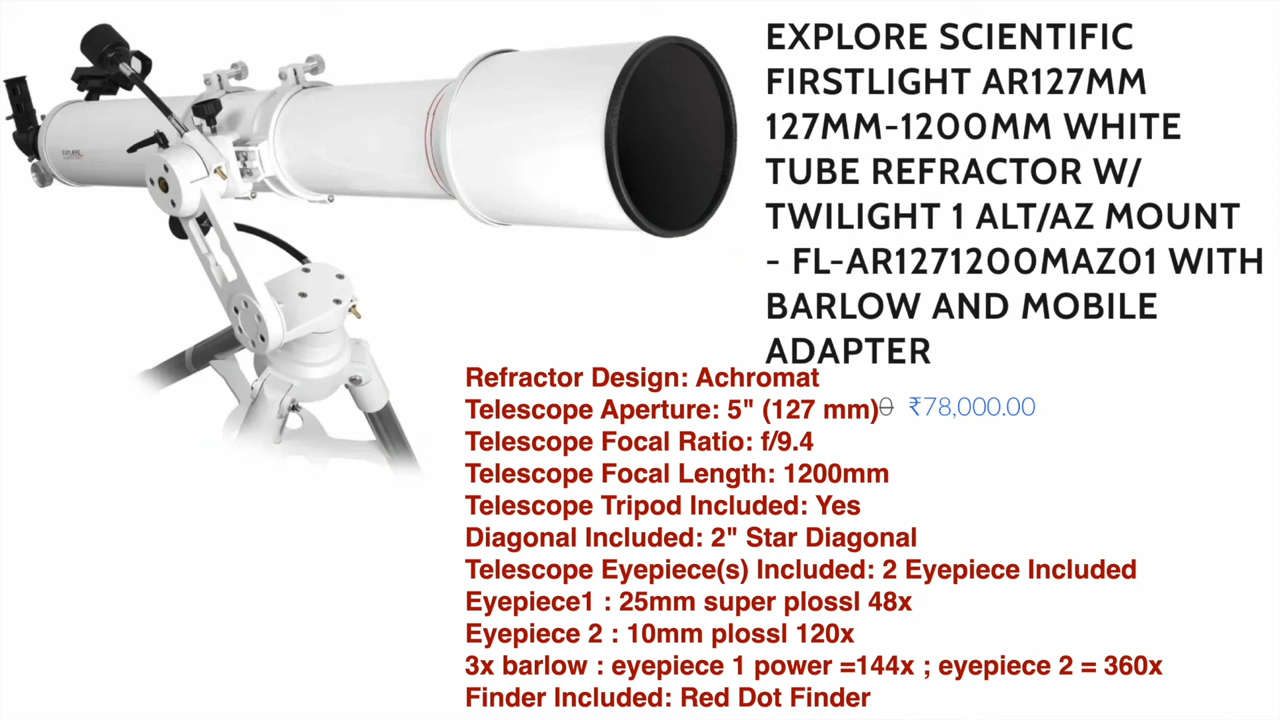 EXPLORE SCIENTIFIC
FIRSTLIGHT AR127MM
127MM-1200MM WHITE
TUBE REFRACTOR W/
TWILIGHT 1 ALT/AZ MOUNT
- FL-AR1271200MAZ01 WITH
BARLOW AND MOBILE
ADAPTER
Refractor Design: Achromat
Telescope Aperture: 5" (127 mm)0 ₹78,000.00
Telescope Focal Ratio: f/9.4
Telescope Focal Length: 1200mm
Telescope Tripod Included: Yes
Diagonal Included: 2" Star Diagonal
Telescope Eyepiece(s) Included: 2 Eyepiece Included
Eyepiece1 : 25mm super plossl 48x
Eyepiece 2 : 10mm plossl 120x
3x barlow : eyepiece 1 power =144x ; eyepiece 2 = 360x
Finder Included: Red Dot Finder
EXPLORE